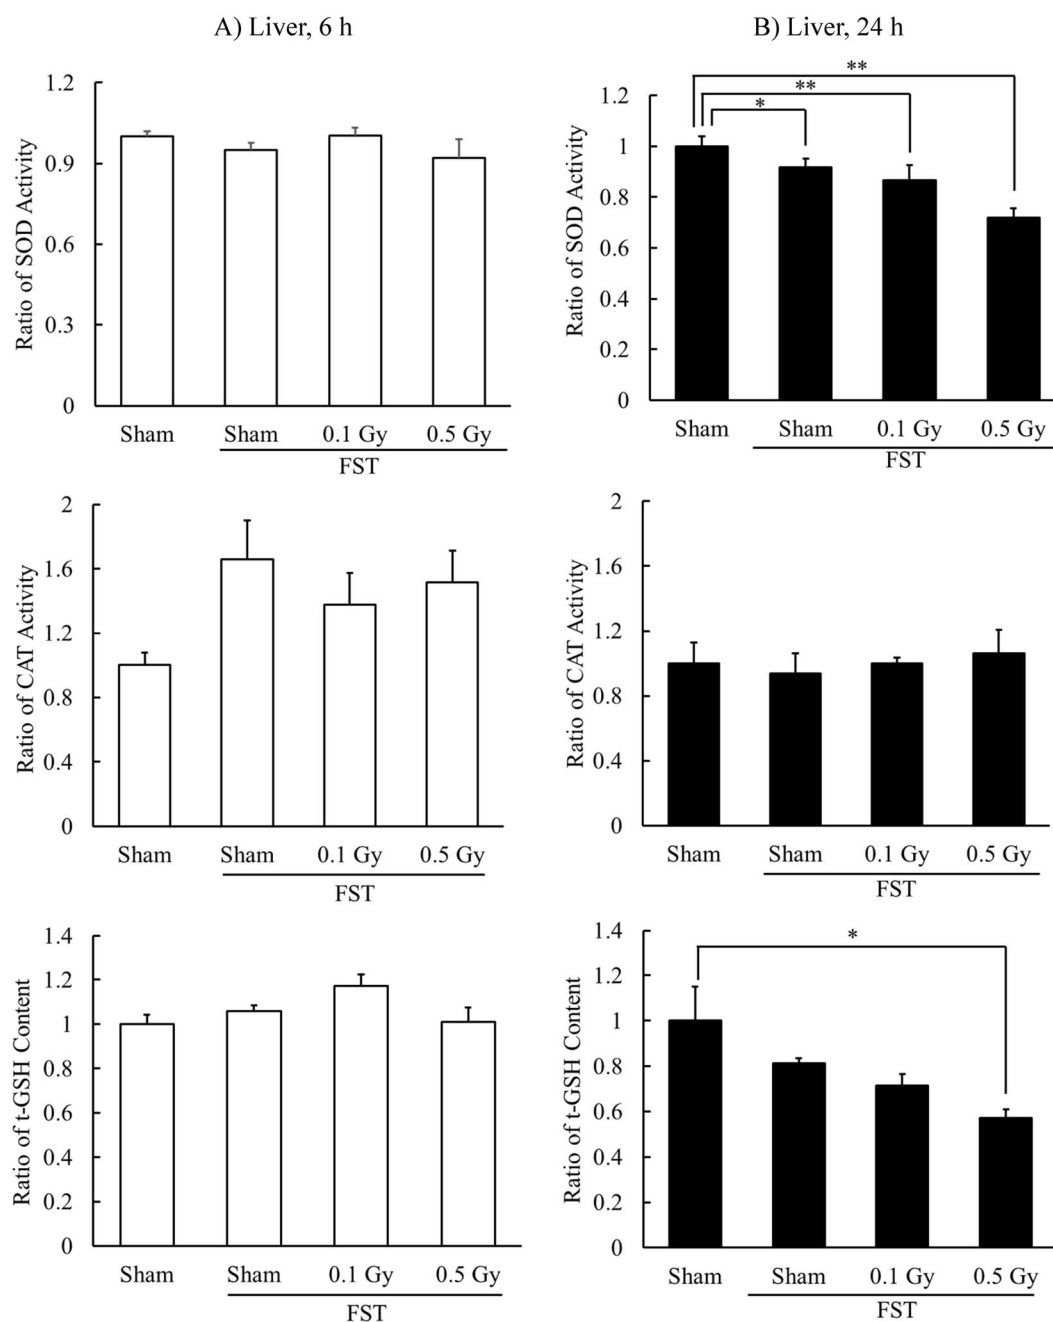 A) Liver, 6 h
1.2
0.9
0.6
0.3
0
Ratio of SOD Activity
Sham Sham 0.1 Gy 0.5 Gy
FST
B) Liver, 24 h
**
**
*
1.2
1
0.8
0.6
0.4
0.2
0
Ratio of SOD Activity
Sham Sham 0.1 Gy 0.5 Gy
FST
2
1.6
1.2
0.8
0.4
0
Ratio of CAT Activity
Sham Sham 0.1 Gy 0.5 Gy
FST
2
1.6
1.2
0.8
0.4
0
Ratio of CAT Activity
Sham Sham 0.1 Gy 0.5 Gy
FST
1.4
1.2
1
0.8
0.6
0.4
0.2
0
Ratio of t-GSH Content
Sham Sham 0.1 Gy 0.5 Gy
FST
*
1.4
1.2
1
0.8
0.6
0.4
0.2
0
Ratio of t-GSH Content
Sham Sham 0.1 Gy 0.5 Gy
FST